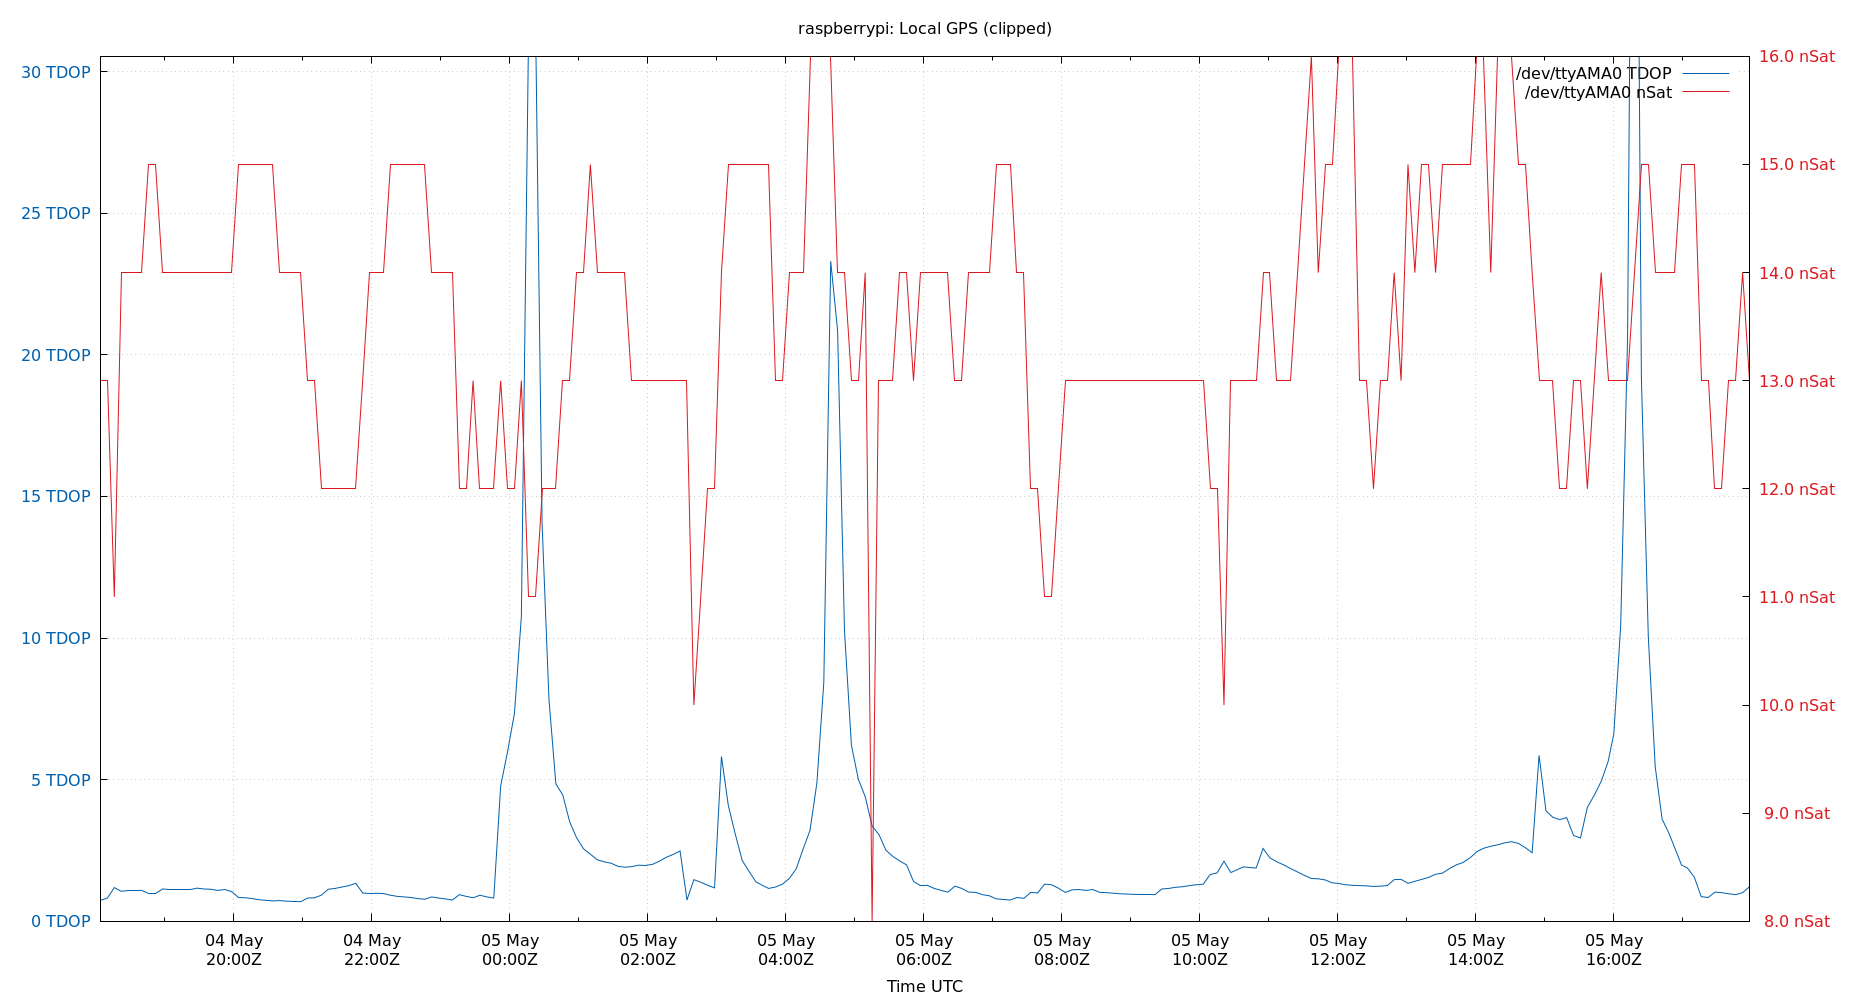 raspberrypi: Local GPS (clipped)
30 TDOP
25 TDOP
20 TDOP
15 TDOP
10 TDOP
5 TDOP
0 TDOP
/dev/ttyAMA0 TDOP
/dev/ttyAMA0 nSat
16.0 nSat
15.0 nSat
14.0 nSat
13.0 nSat
12.0 nSat
11.0 nSat
10.0 nSat
9.0 nSat
8.0 nSat
04 May
20:00Z
04 May
22:00Z
05 May
00:00Z
05 May
02:00Z
05 May
04:00Z
05 May
06:00Z
05 May
08:00Z
05 May
10:00Z
05 May
12:00Z
05 May
14:00Z
05 May
16:00Z
Time UTC